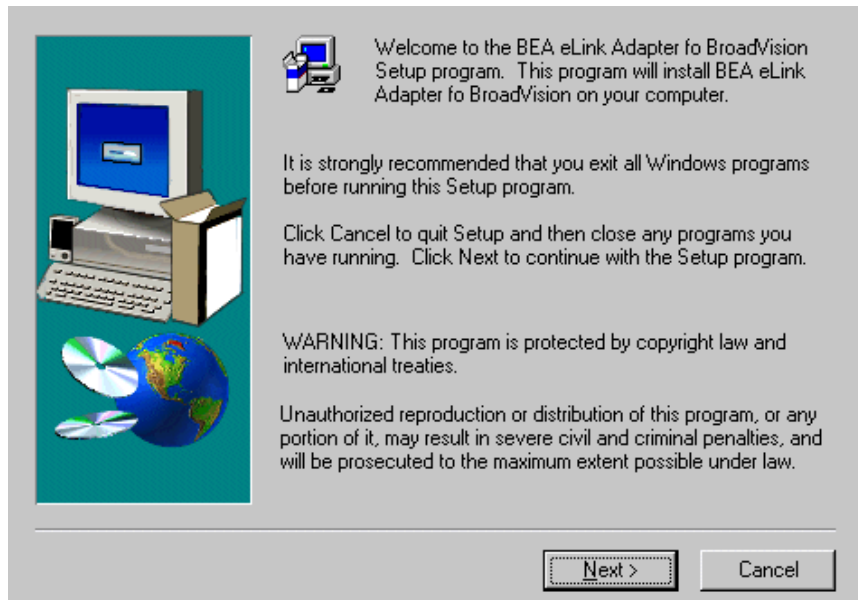 Welcome to the BEA eLink Adapter fo BroadVision
Setup program. This program will install BEA eLink
Adapter fo BroadVision on your computer.
It is strongly recommended that you exit all Windows programs
before running this Setup program.
Click Cancel to quit Setup and then close any programs you
have running. Click Next to continue with the Setup program.
WARNING: This program is protected by copyright law and
international treaties.
Unauthorized reproduction or distribution of this program, or any
portion of it, may result in severe civil and criminal penalties, and
will be prosecuted to the maximum extent possible under law.
Next >
Cancel